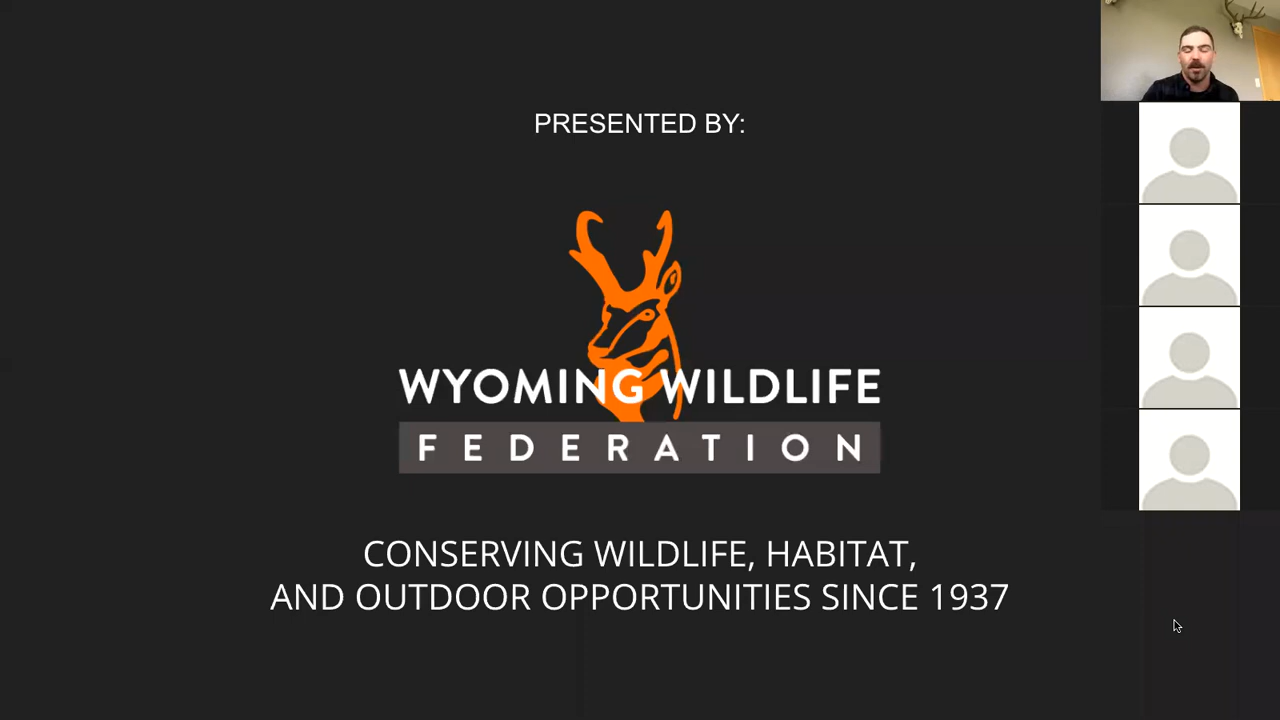 PRESENTED BY:
WYOMING WILDLIFE
FEDERATION
CONSERVING WILDLIFE, HABITAT,
AND OUTDOOR OPPORTUNITIES SINCE 1937